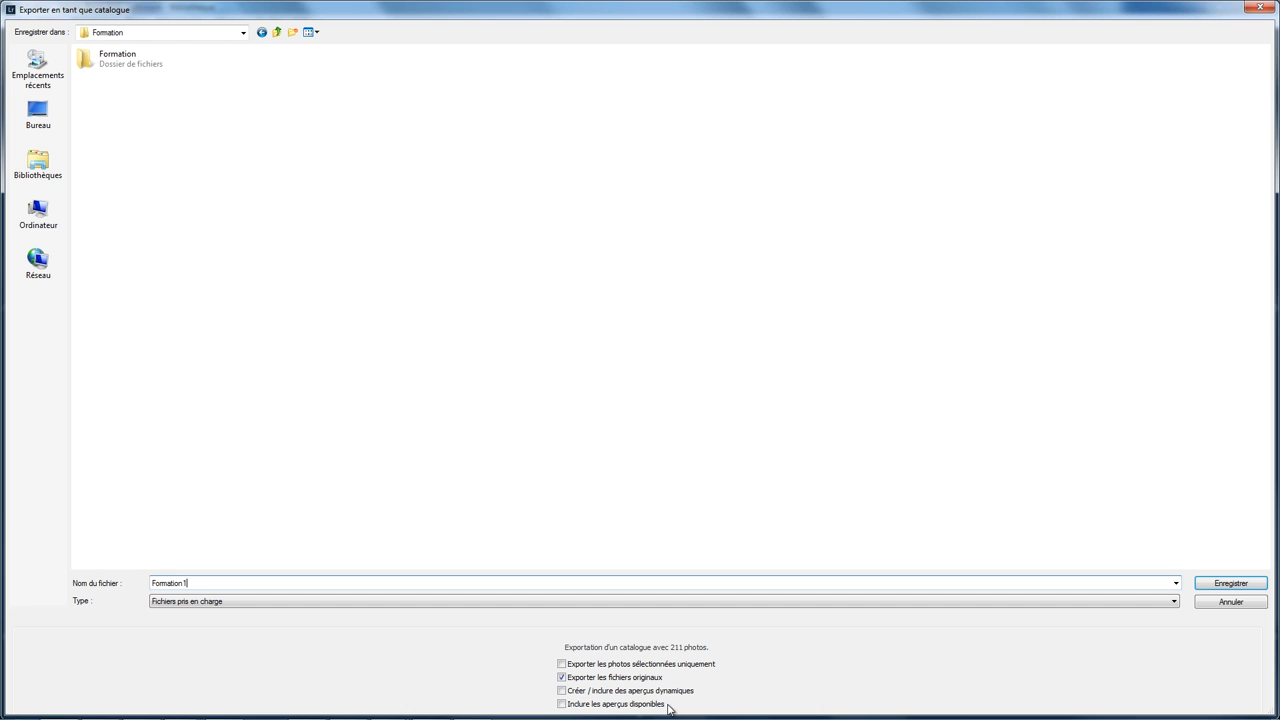 Lr Exporter en tant que catalogue
Enregistrer dans : Formation
Formation
Dossier de fichiers
Emplacements
récents
Bureau
Bibliothèques
Ordinateur
Réseau
Nom du fichier : Formation1 Enregistrer
Type : Fichiers pris en charge Annuler
Exportation d'un catalogue avec 211 photos.
Exporter les photos sélectionnées uniquement
Exporter les fichiers originaux
Créer / inclure des aperçus dynamiques
Inclure les aperçus disponibles